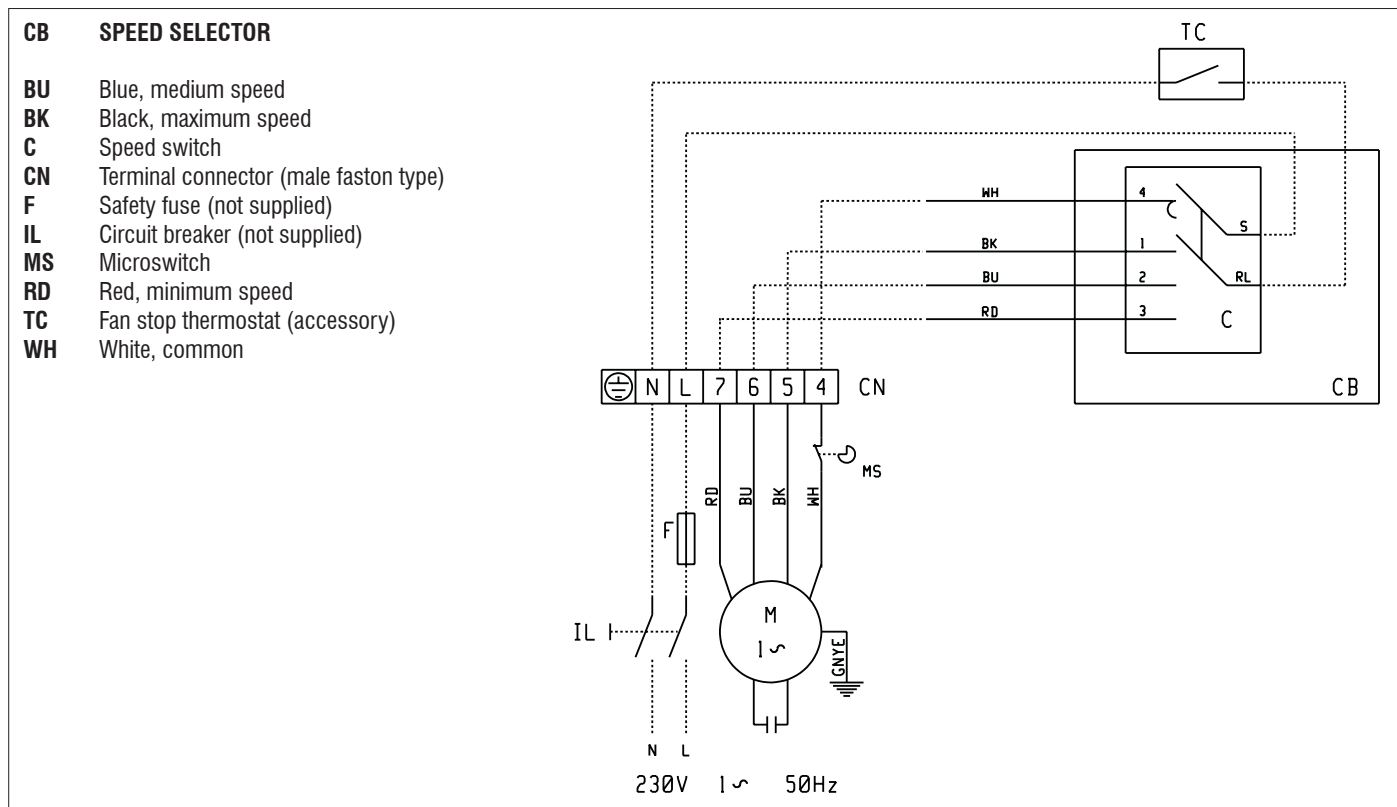 CB SPEED SELECTOR
BU Blue, medium speed
BK Black, maximum speed
C Speed switch
CN Terminal connector (male faston type)
F Safety fuse (not supplied)
IL Circuit breaker (not supplied)
MS Microswitch
RD Red, minimum speed
TC Fan stop thermostat (accessory)
WH White, common
TC
WH 4
S
BK 1
BU 2 RL
RD 3 C
CB
N L 7 6 5 4 CN
MS
RD BU BK WH
F
M
1~
IL
GNYE
N L
230V 1~ 50Hz